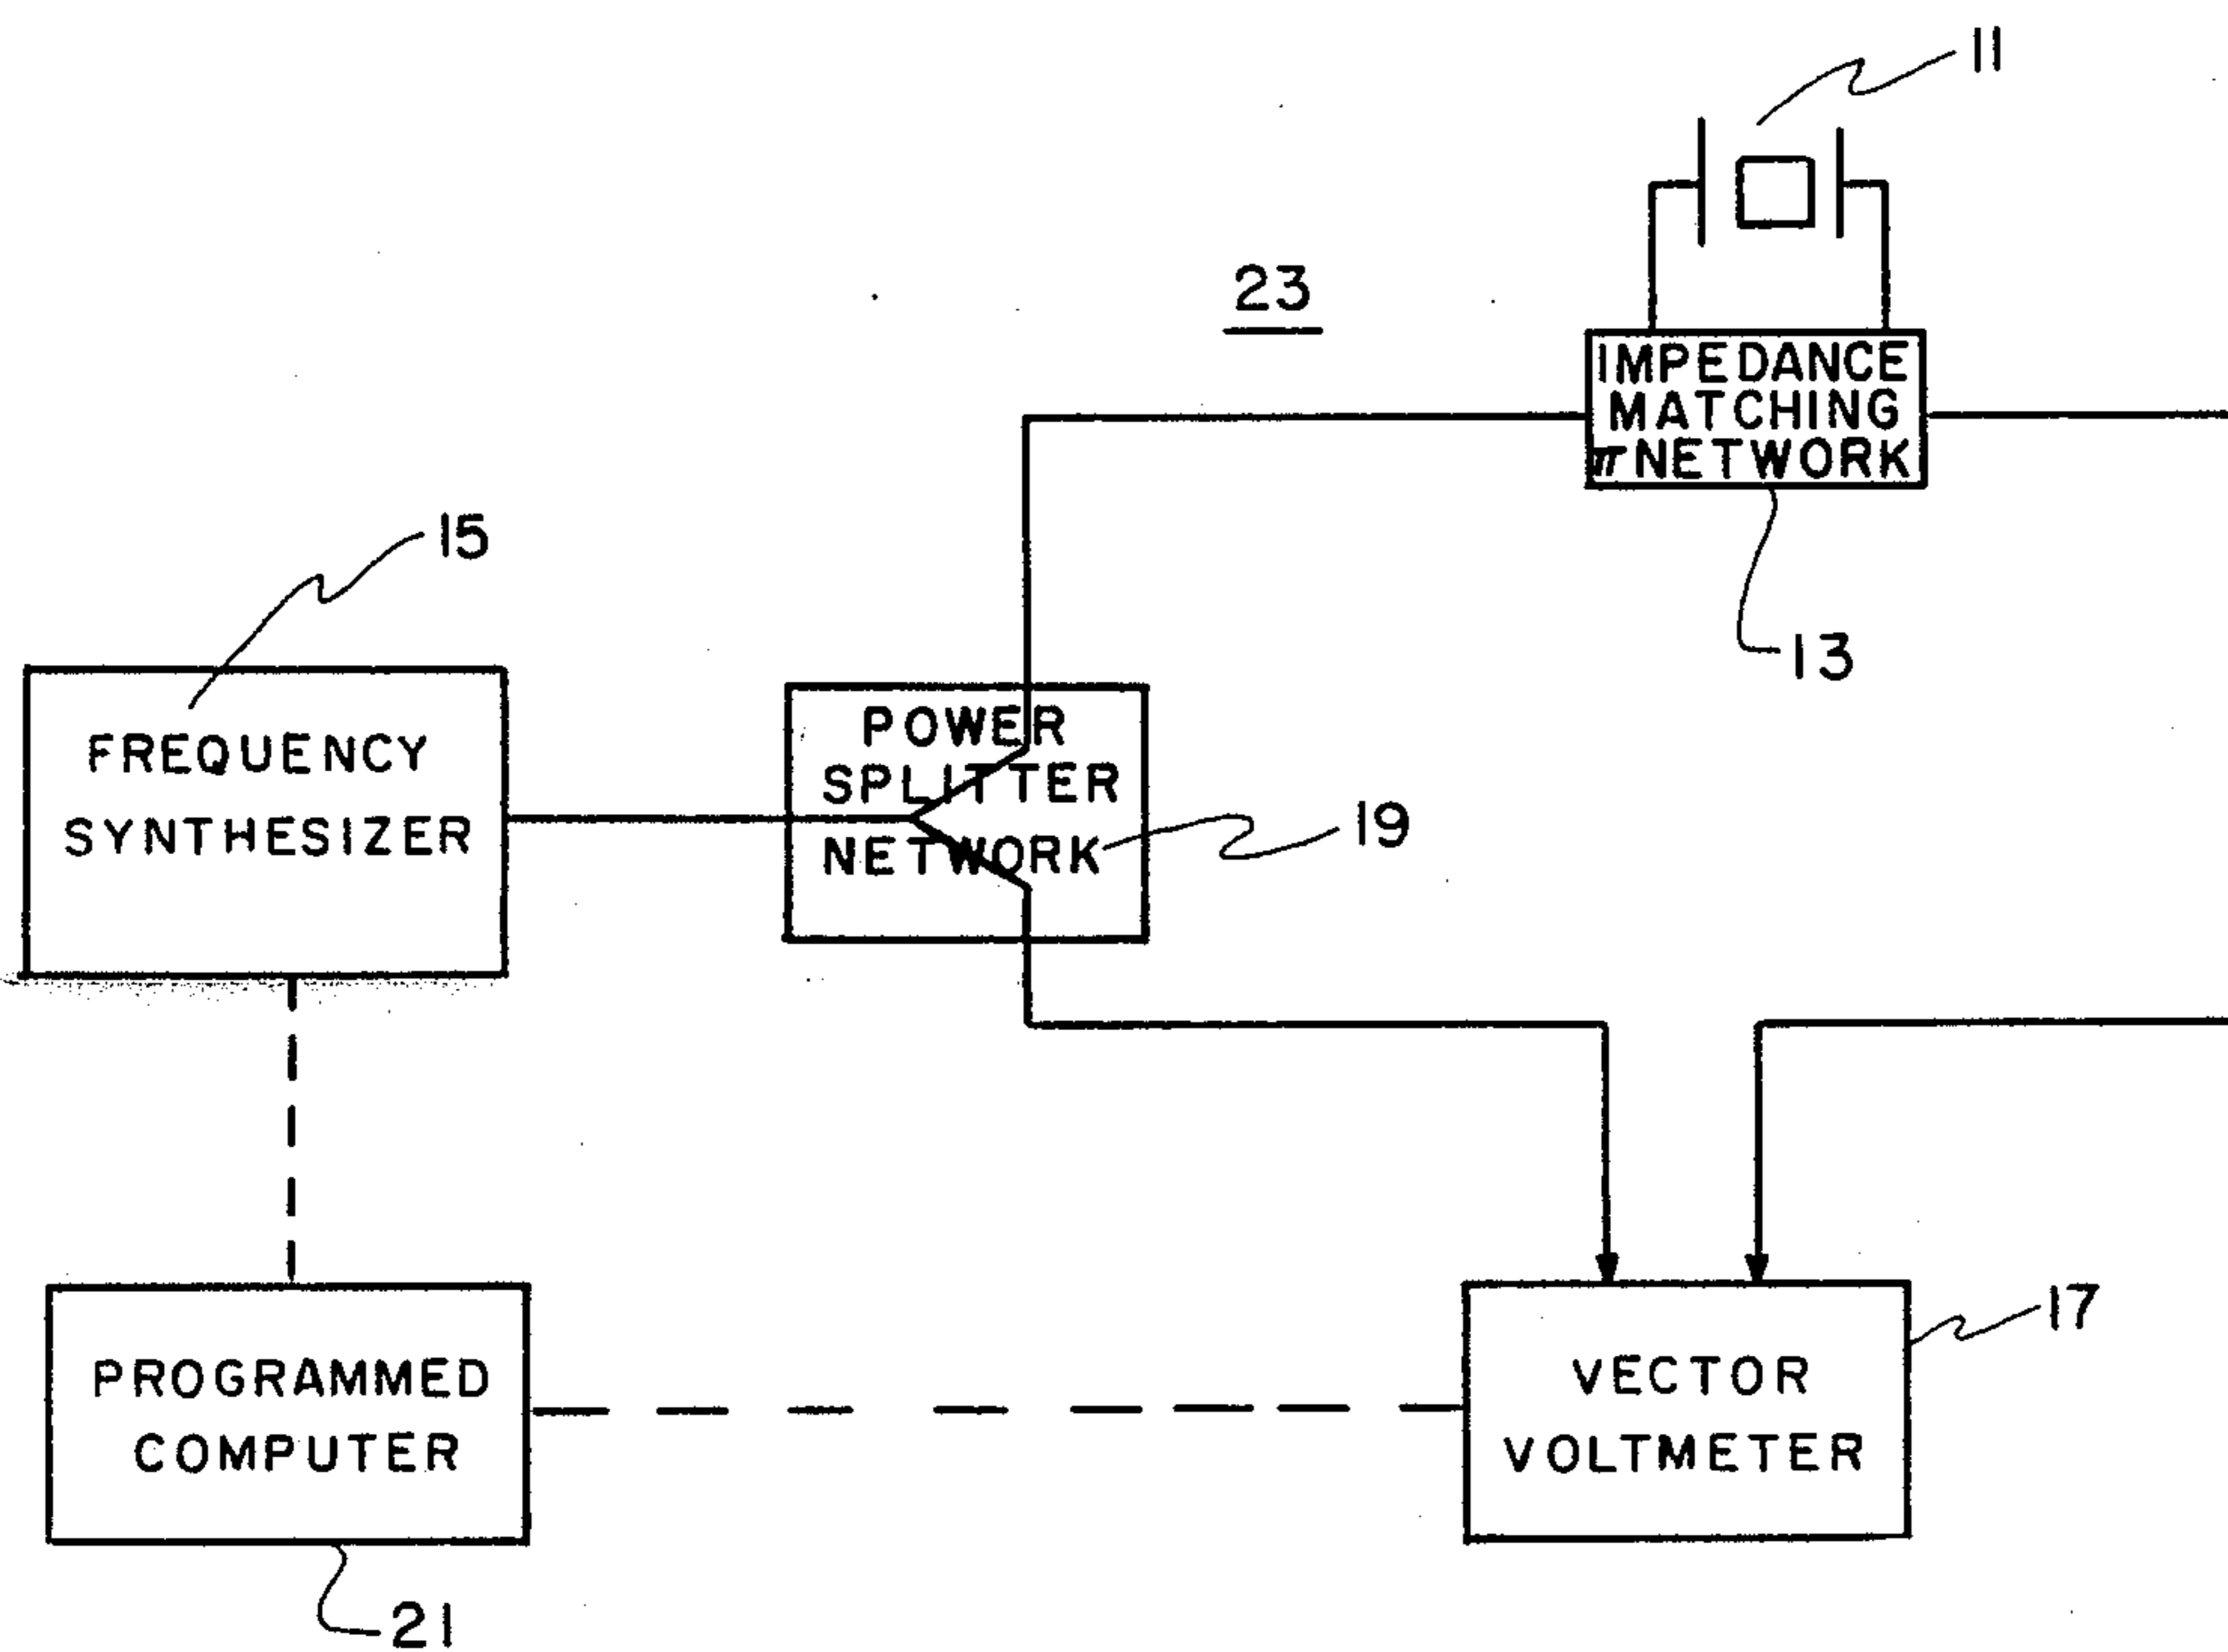 11
23
IMPEDANCE
MATCHING
π NETWORK
15
13
FREQUENCY
SYNTHESIZER
POWER
SPLITTER
NETWORK
19
17
PROGRAMMED
COMPUTER
VECTOR
VOLTMETER
21